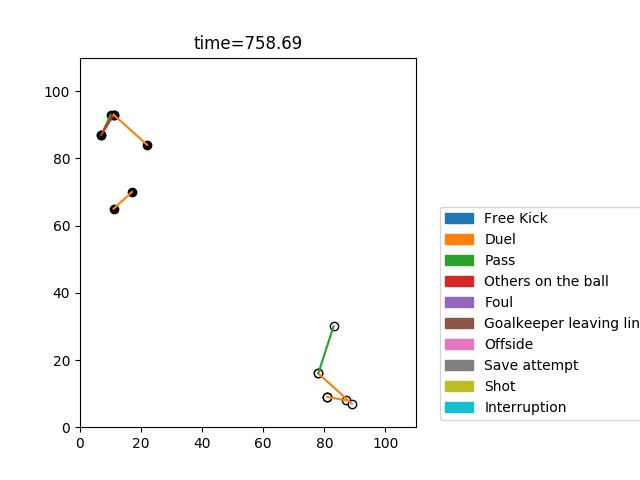 time=758.69
100
80
60
40
20
0
0 20 40 60 80 100
Free Kick
Duel
Pass
Others on the ball
Foul
Goalkeeper leaving lin
Offside
Save attempt
Shot
Interruption